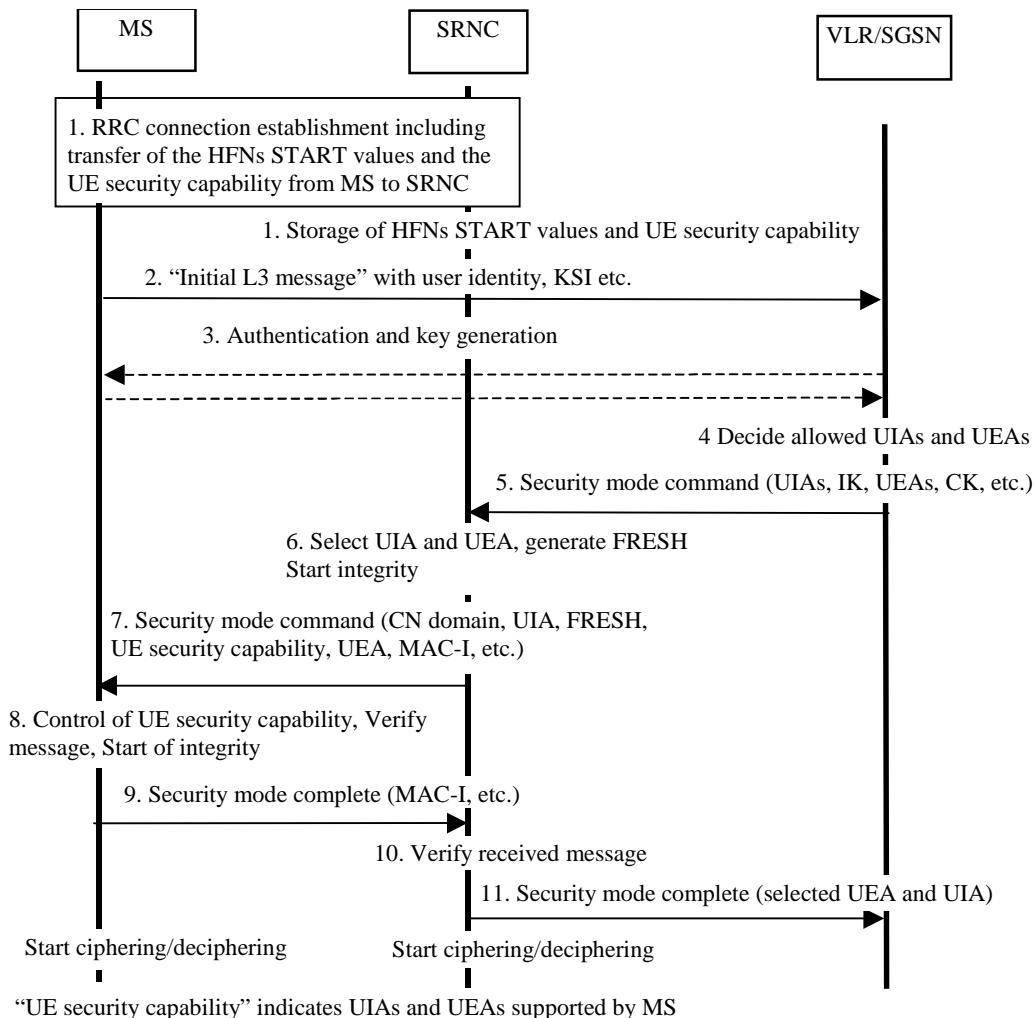 MS
SRNC
VLR/SGSN
1. RRC connection establishment including
transfer of the HFNs START values and the
UE security capability from MS to SRNC
1. Storage of HFNs START values and UE security capability
2. “Initial L3 message” with user identity, KSI etc.
3. Authentication and key generation
4 Decide allowed UIAs and UEAs
5. Security mode command (UIAs, IK, UEAs, CK, etc.)
6. Select UIA and UEA, generate FRESH
Start integrity
7. Security mode command (CN domain, UIA, FRESH,
UE security capability, UEA, MAC-I, etc.)
8. Control of UE security capability, Verify
message, Start of integrity
9. Security mode complete (MAC-I, etc.)
10. Verify received message
11. Security mode complete (selected UEA and UIA)
Start ciphering/deciphering
Start ciphering/deciphering
“UE security capability” indicates UIAs and UEAs supported by MS